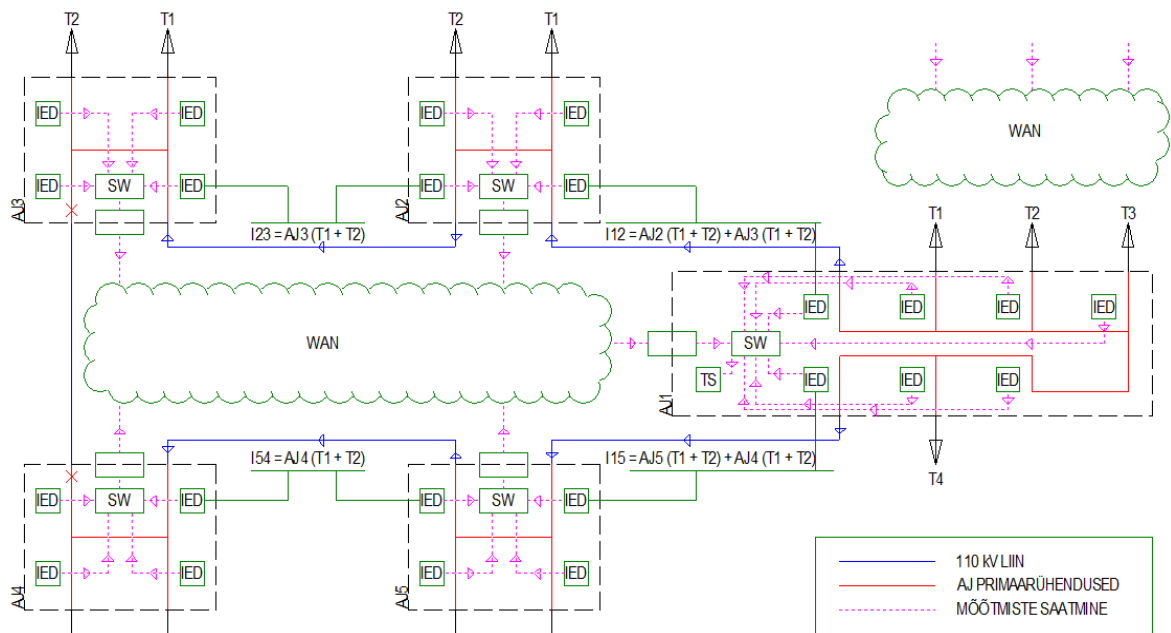 T2
T1
T2
T1
IED
IED
IED
IED
WAN
IED
SW
IED
IED
SW
IED
AJ3
AJ2
T1
T2
T3
I23 = AJ3 (T1 + T2)
I12 = AJ2 (T1 + T2) + AJ3 (T1 + T2)
IED
IED
IED
IED
WAN
SW
TS
IED
IED
IED
AJ1
I54 = AJ4 (T1 + T2)
I15 = AJ5 (T1 + T2) + AJ4 (T1 + T2)
T4
IED
SW
IED
IED
SW
IED
IED
IED
IED
IED
AJ4
AJ5
110 kV LIIN
AJ PRIMAARÜHENDUSED
MÕÕTMISTE SAATMINE